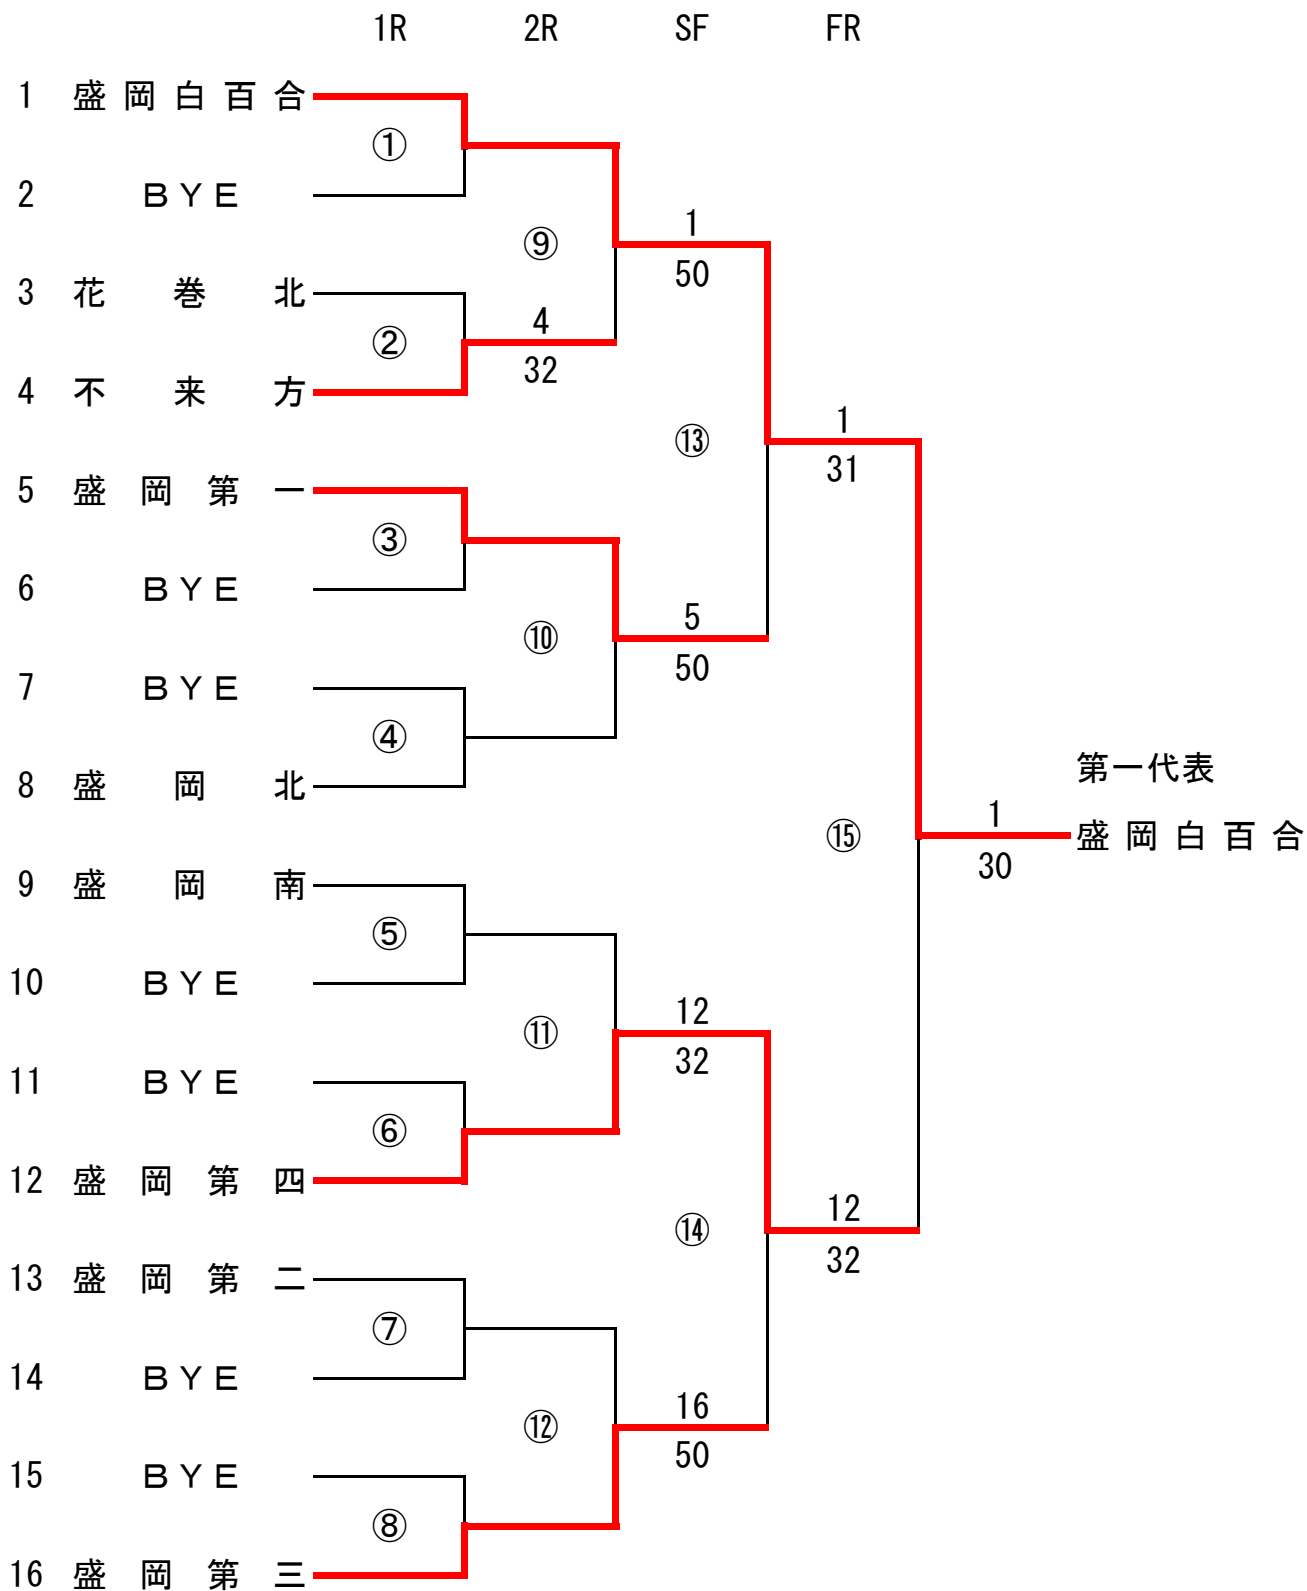 1R 2R SF FR
1 盛岡白百合
①
2 BYE
1
⑨
50
3 花巻北
4
②
32
4 不来方
1
⑬
31
5 盛岡第一
③
6 BYE
5
⑩
50
7 BYE
④
第一代表
8 盛岡北
1
⑮
盛岡白百合
30
9 盛岡南
⑤
10 BYE
12
⑪
32
11 BYE
⑥
12 盛岡第四
12
⑭
32
13 盛岡第二
⑦
14 BYE
16
⑫
50
15 BYE
⑧
16 盛岡第三